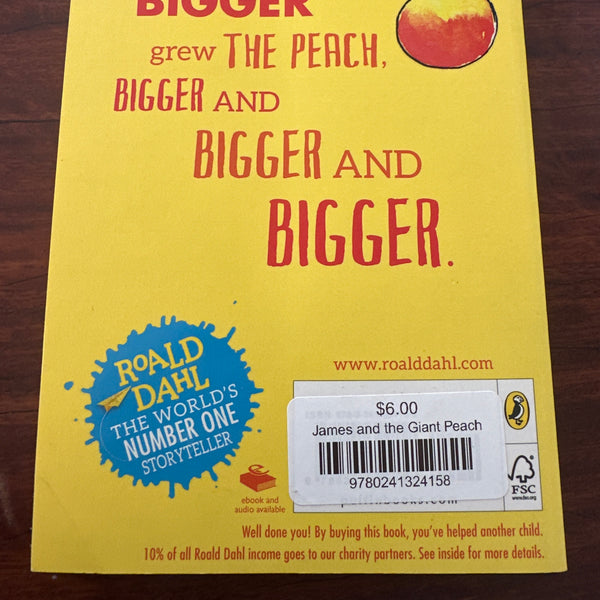 BIGGER
grew THE PEACH,
BIGGER AND
BIGGER AND
BIGGER.
ROALD
DAHL
THE WORLD'S
NUMBER ONE
STORYTELLER
www.roalddahl.com
$6.00
James and the Giant Peach
9780241324158
ebook and
audio available
FSC
Well done you! By buying this book, you've helped another child.
10% of all Roald Dahl income goes to our charity partners. See inside for more details.